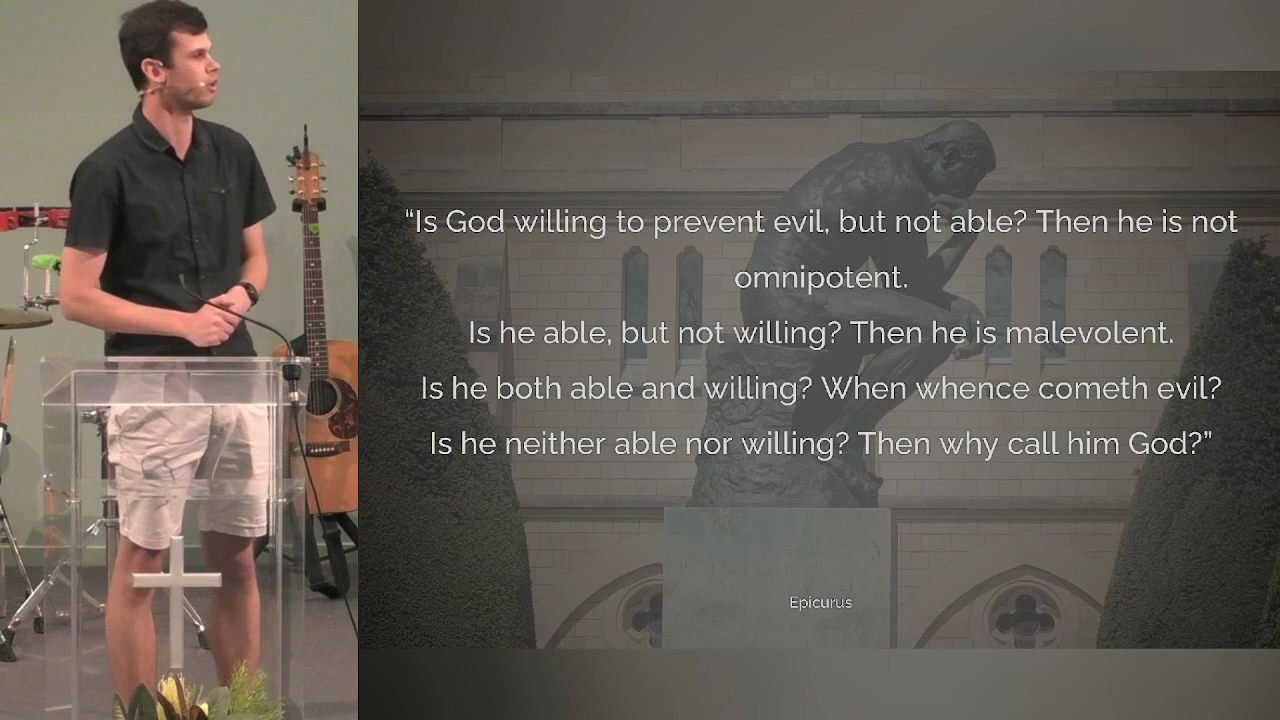 “Is God willing to prevent evil, but not able? Then he is not
omnipotent.
Is he able, but not willing? Then he is malevolent.
Is he both able and willing? When whence cometh evil?
Is he neither able nor willing? Then why call him God?”
Epicurus